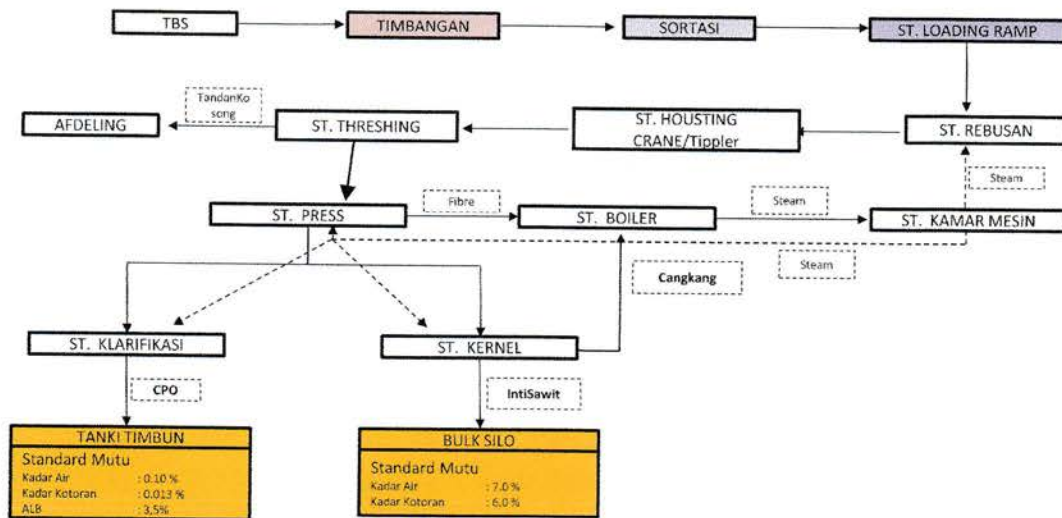 TBS
TIMBANGAN
SORTASI
ST. LOADING RAMP
TandanKo
song
AFDELING
ST. THRESHING
ST. HOUSTING
CRANE/Tippler
ST. REBUSAN
Steam
ST. PRESS
Fibre
ST. BOILER
Steam
ST. KAMAR MESIN
Steam
Cangkang
ST. KLARIFIKASI
ST. KERNEL
CPO
IntiSawit
TANKI TIMBUN
Standard Mutu
Kadar Air : 0.10 %
Kadar Kotoran : 0.013 %
ALB : 3,5%
BULK SILO
Standard Mutu
Kadar Air : 7.0 %
Kadar Kotoran : 6.0 %